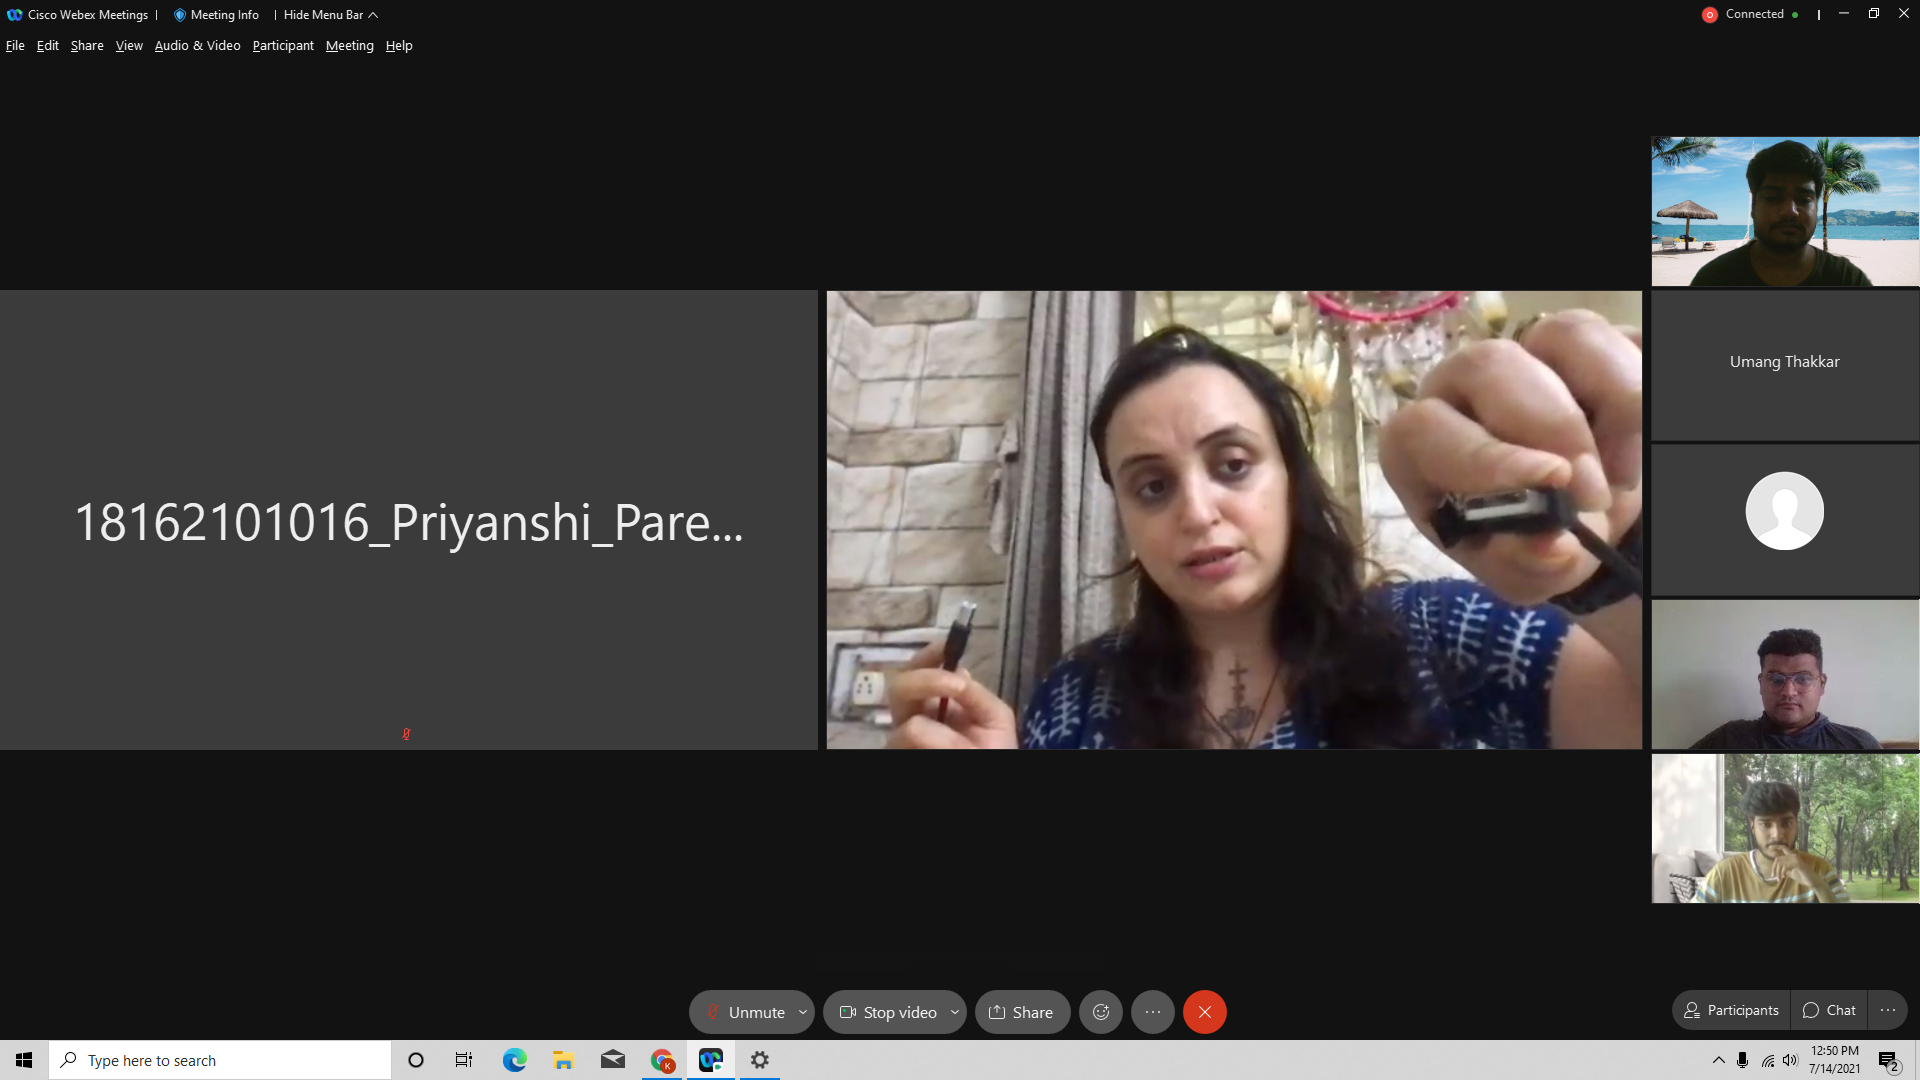 Cisco Webex Meetings | Meeting Info | Hide Menu Bar
Connected
File Edit Share View Audio & Video Participant Meeting Help
18162101016_Priyanshi_Pare...
Umang Thakkar
Unmute
Stop video
Share
Participants
Chat
Type here to search
K
12:50 PM
7/14/2021
2